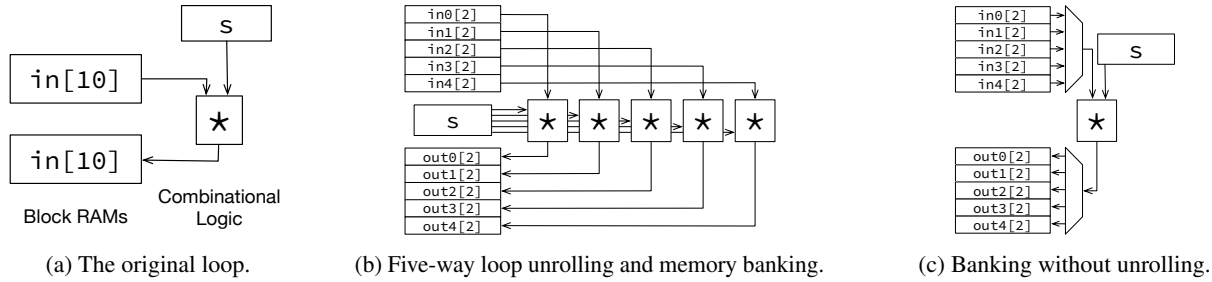 s
in[10]
*
in[10]
Block RAMs
Combinational
Logic
(a) The original loop.
in0[2]
in1[2]
in2[2]
in3[2]
in4[2]
s
* * * * *
out0[2]
out1[2]
out2[2]
out3[2]
out4[2]
(b) Five-way loop unrolling and memory banking.
in0[2]
in1[2]
in2[2]
in3[2]
in4[2]
s
*
out0[2]
out1[2]
out2[2]
out3[2]
out4[2]
(c) Banking without unrolling.